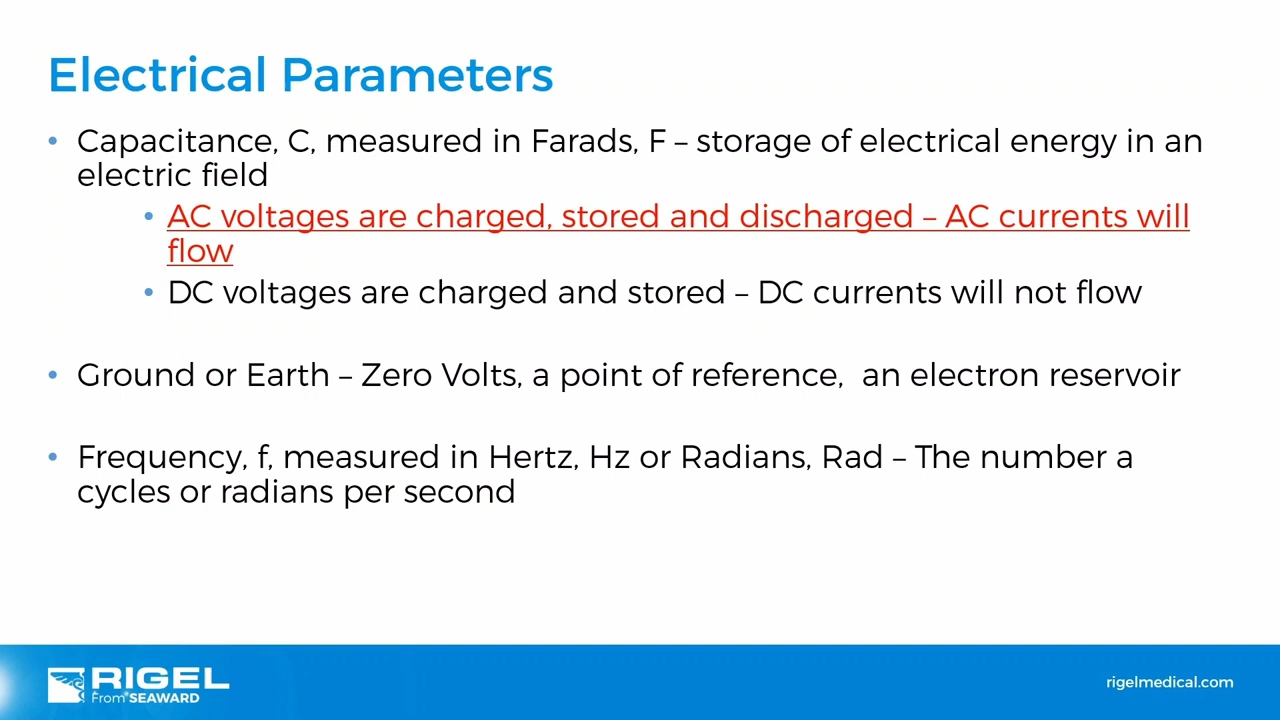 Electrical Parameters
• Capacitance, C, measured in Farads, F – storage of electrical energy in an
electric field
• AC voltages are charged, stored and discharged – AC currents will
flow
• DC voltages are charged and stored – DC currents will not flow
• Ground or Earth – Zero Volts, a point of reference,  an electron reservoir
• Frequency, f, measured in Hertz, Hz or Radians, Rad – The number a
cycles or radians per second
RIGEL
From SEAWARD
rigelmedical.com